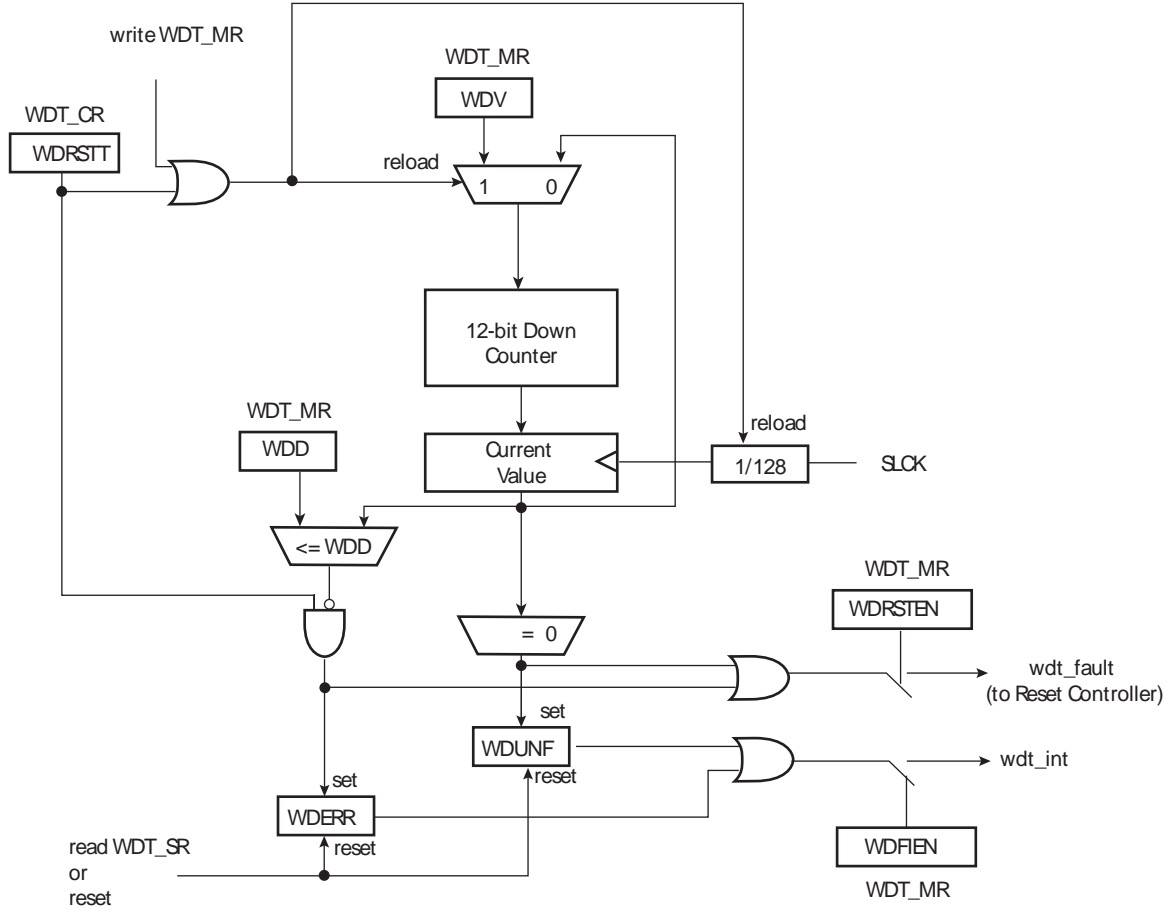 write WDT_MR
WDT_MR
WDV
WDT_CR
WDRSTT
reload
1 0
12-bit Down
Counter
WDT_MR
WDD
reload
Current
Value
1/128
SLCK
<= WDD
WDT_MR
WDRSTEN
= 0
wdt_fault
(to Reset Controller)
set
WDUNF
reset
wdt_int
set
WDERR
reset
read WDT_SR
or
reset
WDFIEN
WDT_MR